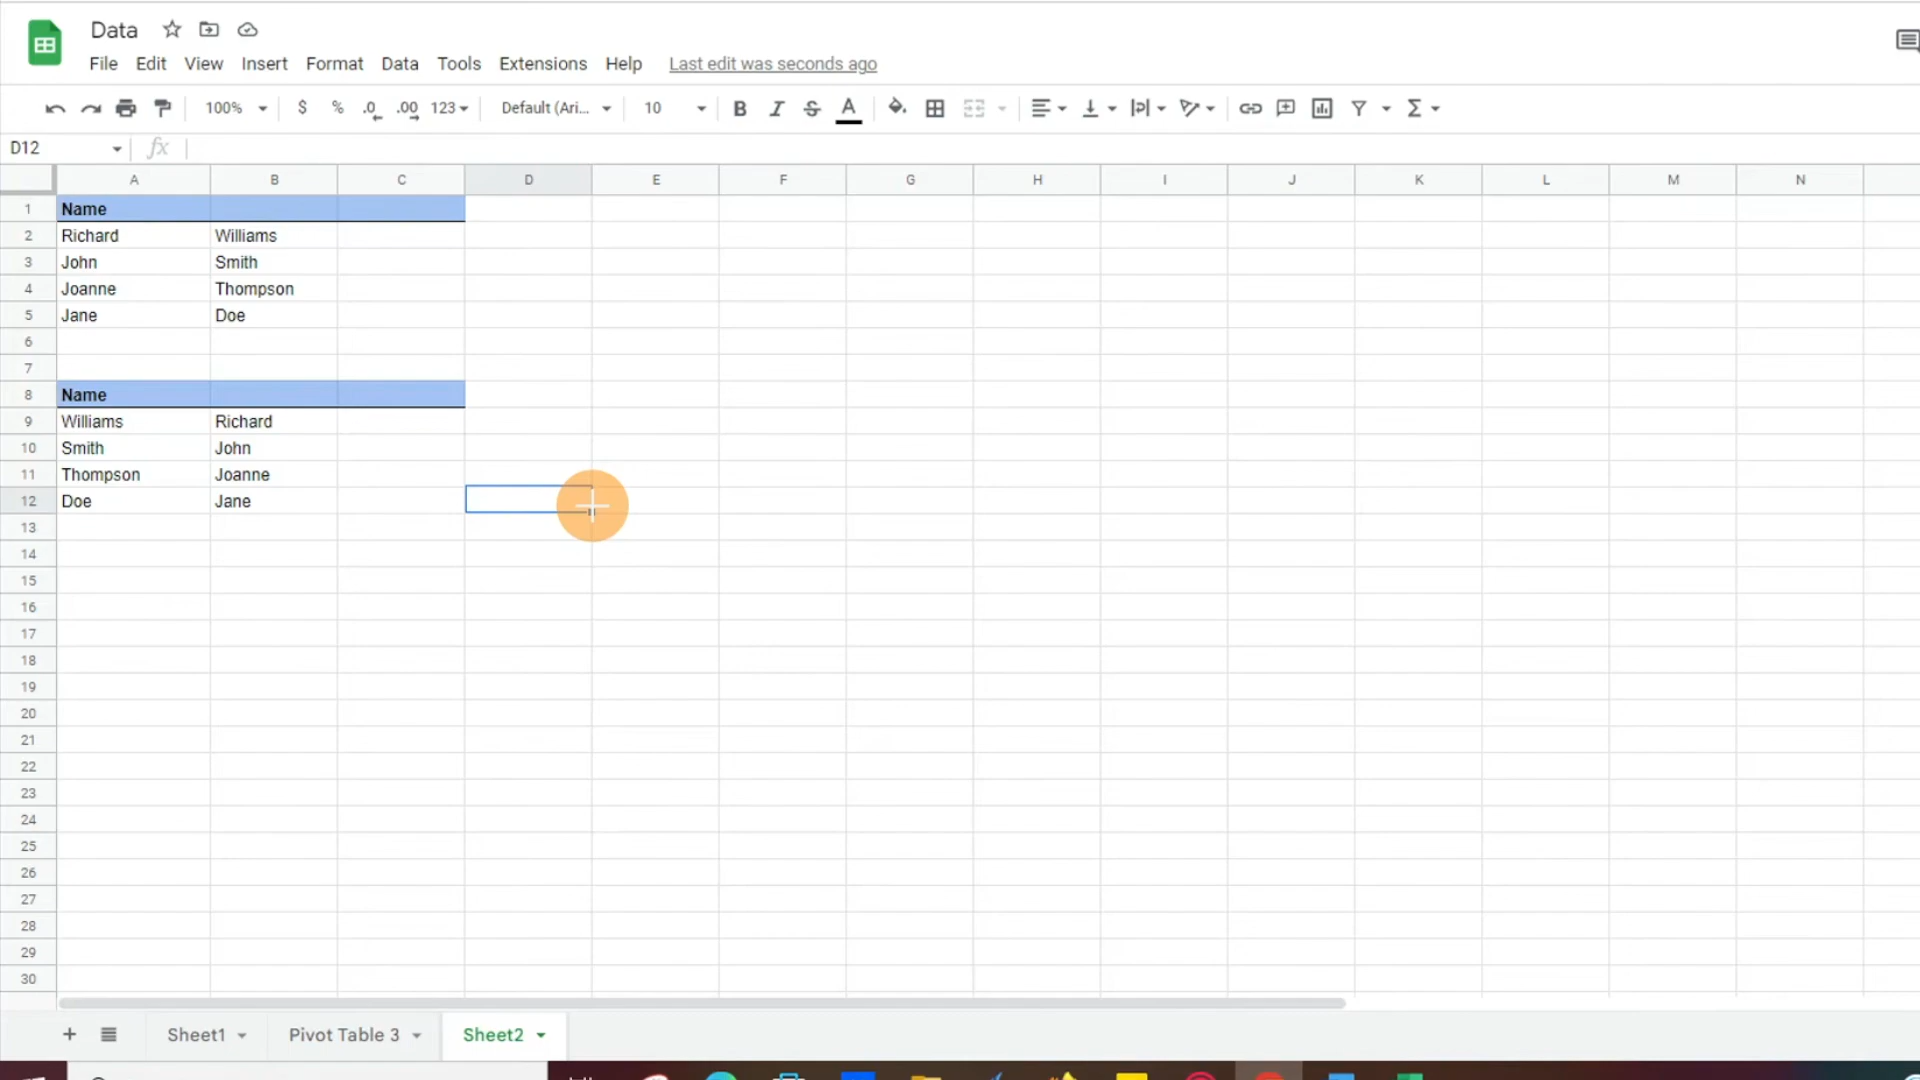 Data
File Edit View Insert Format Data Tools Extensions Help Last edit was seconds ago
100% $ % .0 .00 123 Default (Ari... 10 B I S A
D12 fx
A B C D E F G H I J K L M N
1 Name
2 Richard Williams
3 John Smith
4 Joanne Thompson
5 Jane Doe
6
7
8 Name
9 Williams Richard
10 Smith John
11 Thompson Joanne
12 Doe Jane
13
14
15
16
17
18
19
20
21
22
23
24
25
26
27
28
29
30
Sheet1 Pivot Table 3 Sheet2